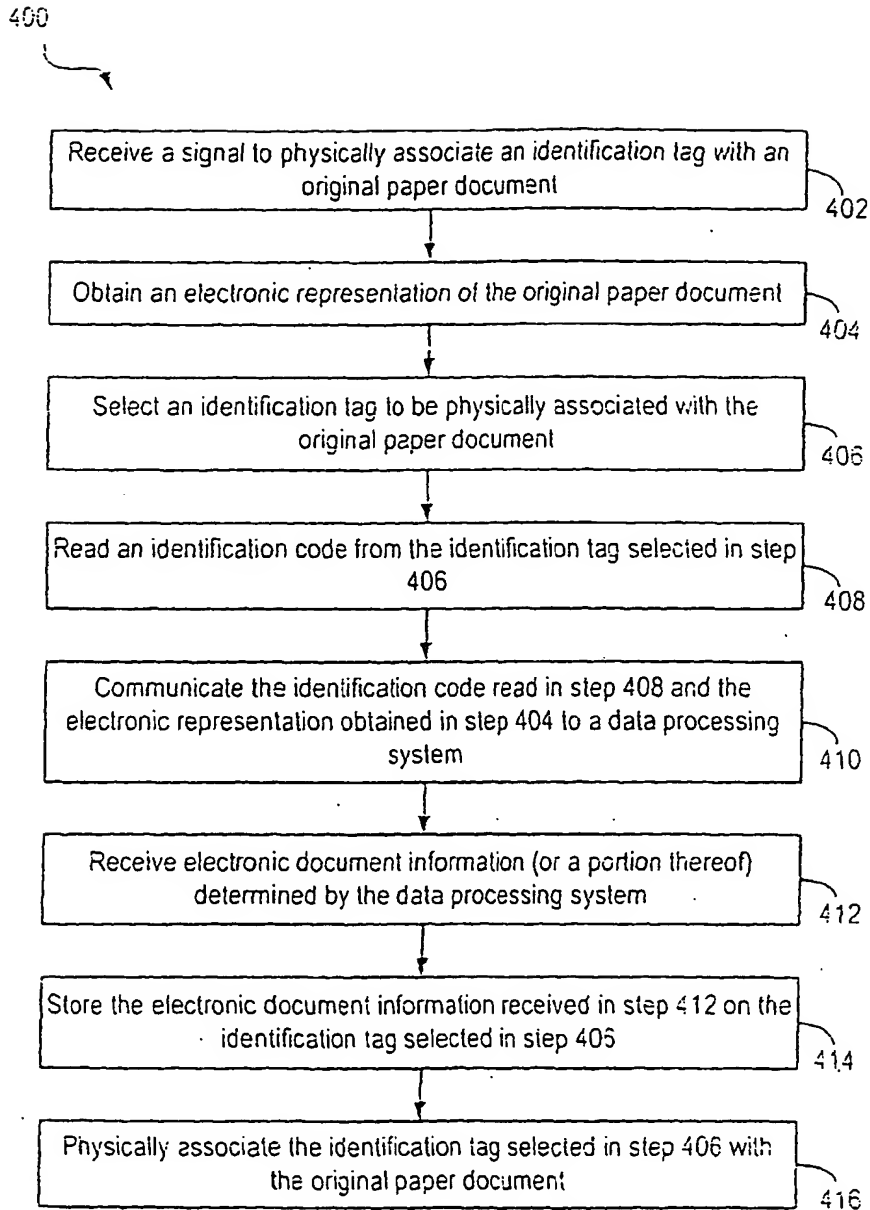 400
Receive a signal to physically associate an identification tag with an
original paper document
402
Obtain an electronic representation of the original paper document
404
Select an identification tag to be physically associated with the
original paper document
406
Read an identification code from the identification tag selected in step
406
408
Communicate the identification code read in step 408 and the
electronic representation obtained in step 404 to a data processing
system
410
Receive electronic document information (or a portion thereof)
determined by the data processing system
412
Store the electronic document information received in step 412 on the
identification tag selected in step 406
414
Physically associate the identification tag selected in step 406 with
the original paper document
416